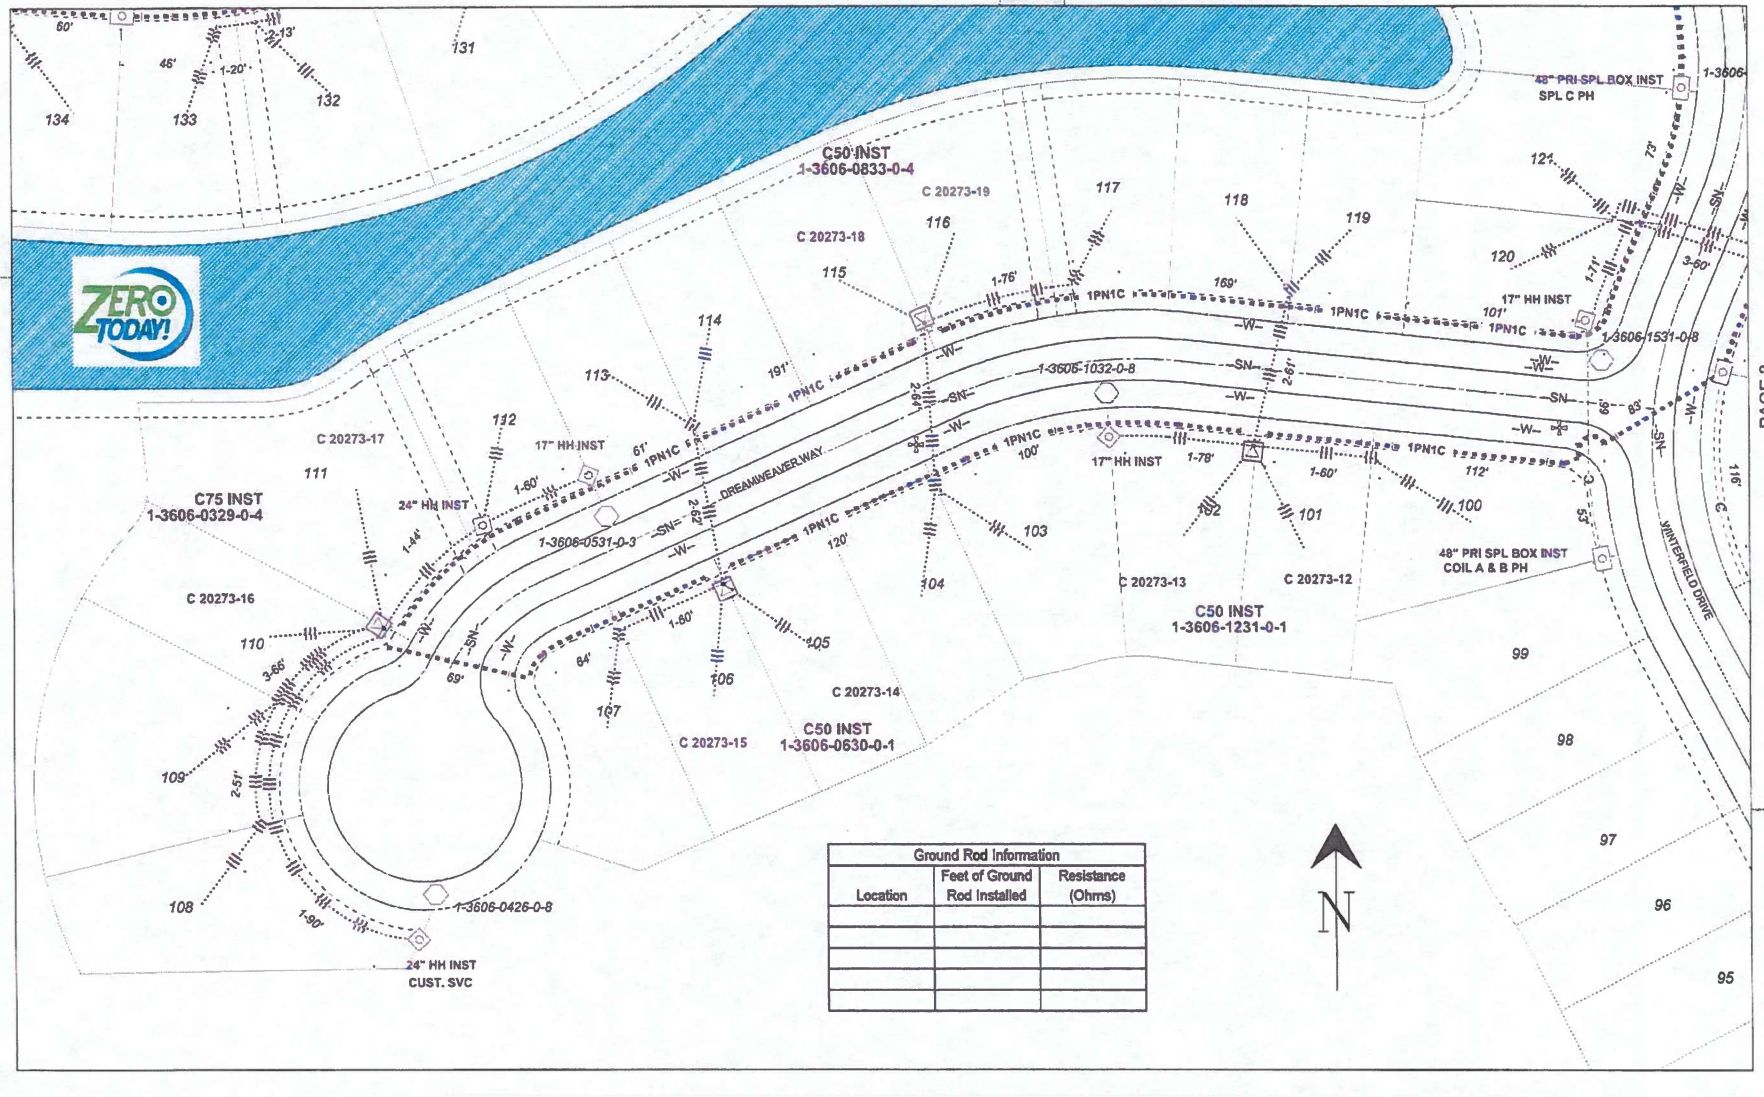 60'
2-13'
131
46'
1-20'
132
134
133
48" PRI SPL BOX INST
SPL C PH
1-3606-
73'
C50 INST
1-3606-0833-0-4
C 20273-19
116
117
118
119
121
C 20273-18
115
120
3-60'
1-71'
1-76'
169'
17" HH INST
101'
1PN1C
1PN1C
1PN1C
1-3606-1531-0-8
ZERO
TODAY!
114
113
191'
1PN1C
-W-
-W-
-W-
-SN-
-SN-
1-3606-1032-0-8
2-61'
2-64'
-W-
-W-
-W-
-SN-
-W-
66
83'
112
C 20273-17
111
17" HH INST
61'
1PN1C
-W-
DREAMWEAVER WAY
1-60'
24" HH INST
1PN1C
100'
1PN1C
17" HH INST
1-78'
1-60'
1PN1C
112'
C
53'
116'
C
-SN-
-W-
C75 INST
1-3606-0329-0-4
1-44'
1-3606-0531-0-3
-SN-
-W-
2-62'
1PN1C
120'
103
104
102
101
100
WINTERFIELD DRIVE
48" PRI SPL BOX INST
COIL A & B PH
C 20273-13
C 20273-12
C50 INST
1-3606-1231-0-1
C 20273-16
110
3-66'
-W-
-SN-
-W-
69'
64'
1-60'
105
106
107
C 20273-14
C 20273-15
C50 INST
1-3606-0630-0-1
99
98
97
96
95
109
2-51'
108
1-90'
1-3606-0426-0-8
24" HH INST
CUST. SVC
Ground Rod Information
Location
Feet of Ground
Rod Installed
Resistance
(Ohms)
N